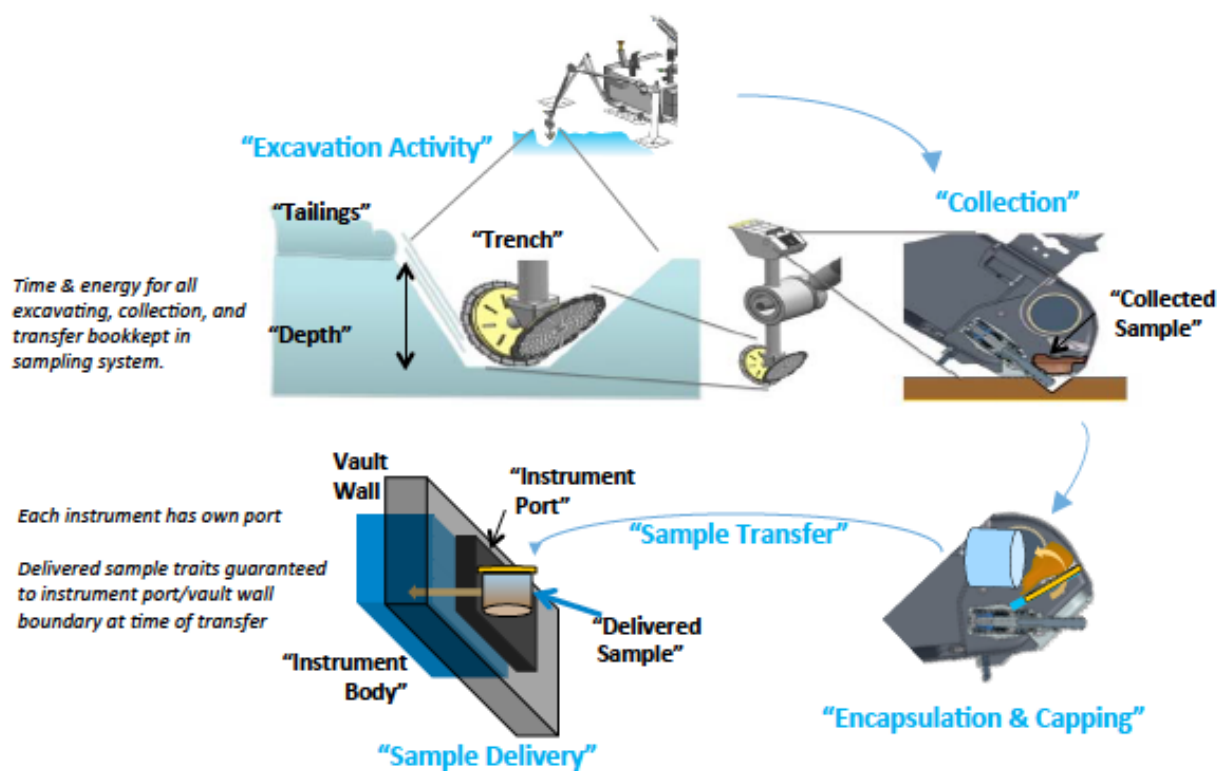 “Excavation Activity”
“Collection”
“Tailings”
“Trench”
“Depth”
Time & energy for all
excavating, collection, and
transfer bookkept in
sampling system.
“Collected
Sample”
Vault
Wall
“Instrument
Port”
“Sample Transfer”
Each instrument has own port
Delivered sample traits guaranteed
to instrument port/vault wall
boundary at time of transfer
“Delivered
Sample”
“Instrument
Body”
“Encapsulation & Capping”
“Sample Delivery”